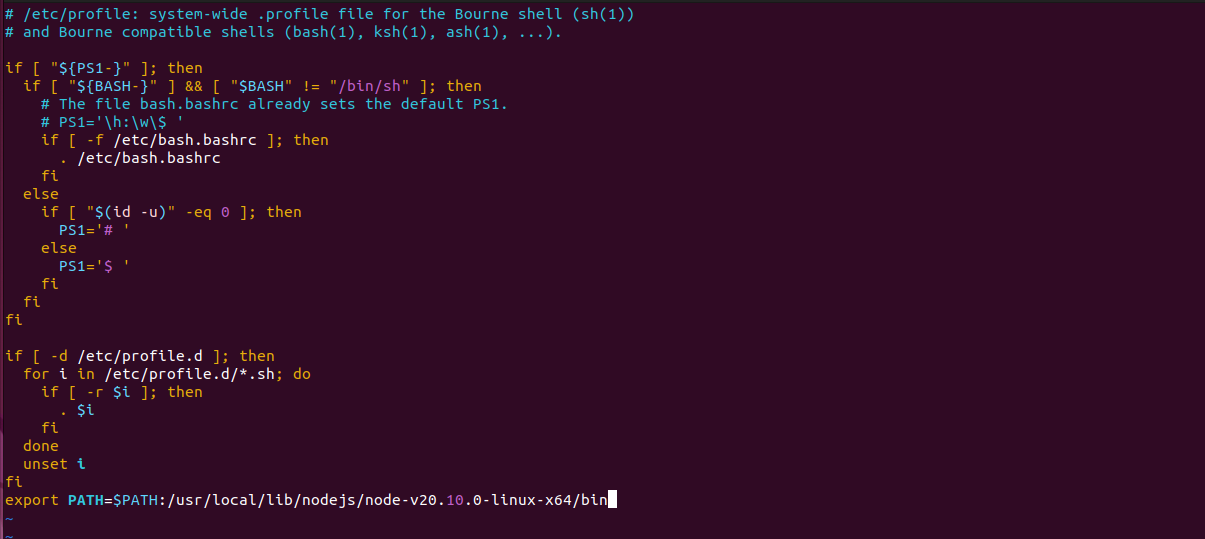 # /etc/profile: system-wide .profile file for the Bourne shell (sh(1))
# and Bourne compatible shells (bash(1), ksh(1), ash(1), ...).

if [ "${PS1-}" ]; then
  if [ "${BASH-}" ] && [ "$BASH" != "/bin/sh" ]; then
    # The file bash.bashrc already sets the default PS1.
    # PS1='\h:\w\$ '
    if [ -f /etc/bash.bashrc ]; then
      . /etc/bash.bashrc
    fi
  else
    if [ "$(id -u)" -eq 0 ]; then
      PS1='# '
    else
      PS1='$ '
    fi
  fi
fi

if [ -d /etc/profile.d ]; then
  for i in /etc/profile.d/*.sh; do
    if [ -r $i ]; then
      . $i
    fi
  done
  unset i
fi
export PATH=$PATH:/usr/local/lib/nodejs/node-v20.10.0-linux-x64/bin
~
~